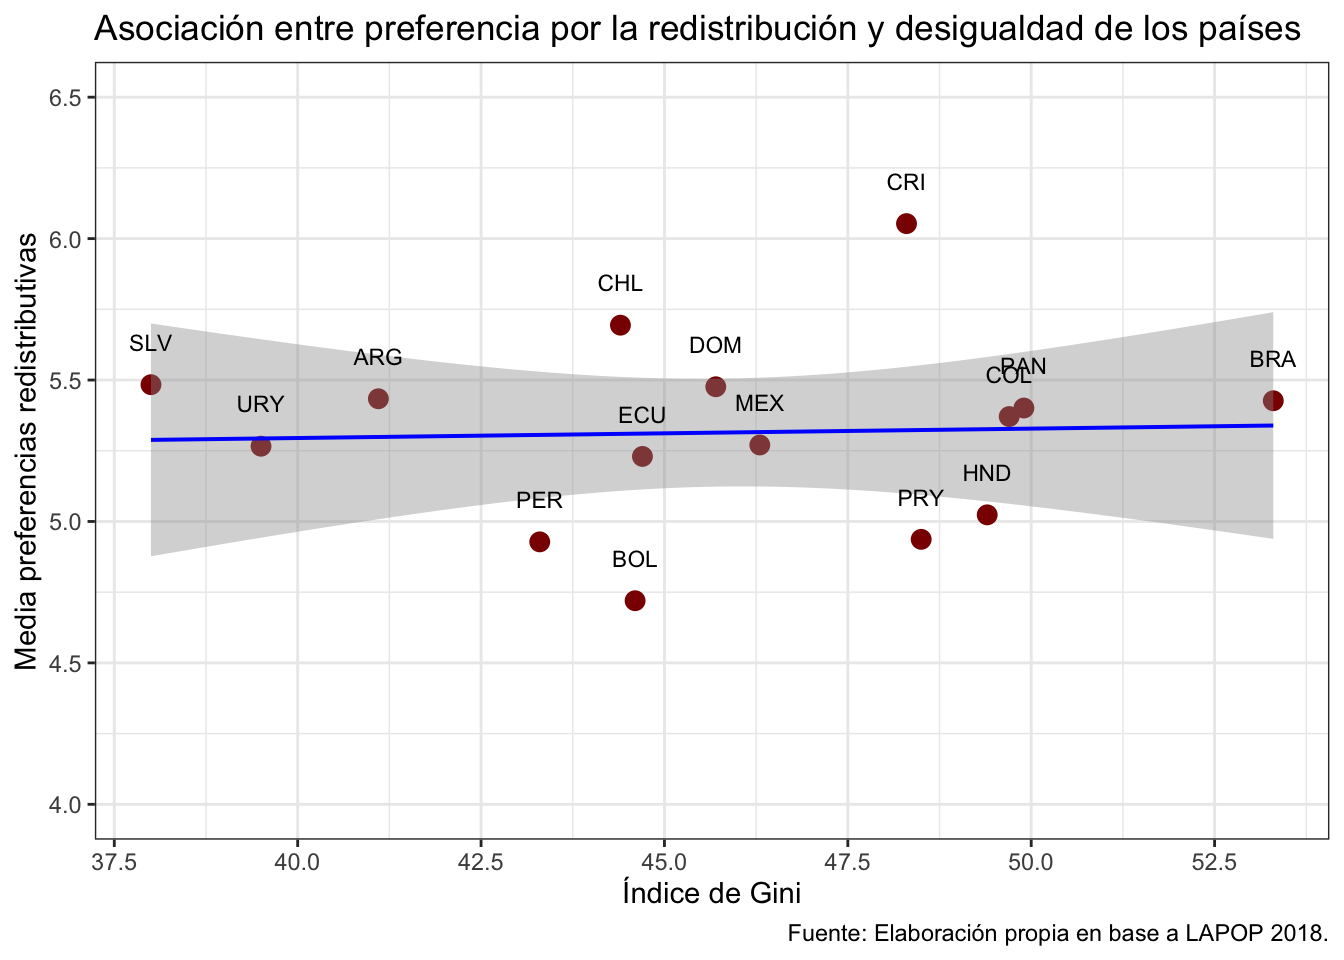 Asociación entre preferencia por la redistribución y desigualdad de los países
Media preferencias redistributivas
6.5
6.0
5.5
5.0
4.5
4.0
CRI
CHL
SLV
DOM
ARG
BRA
PAN
COL
URY
MEX
ECU
HND
PER
PRY
BOL
37.5 40.0 42.5 45.0 47.5 50.0 52.5
Índice de Gini
Fuente: Elaboración propia en base a LAPOP 2018.